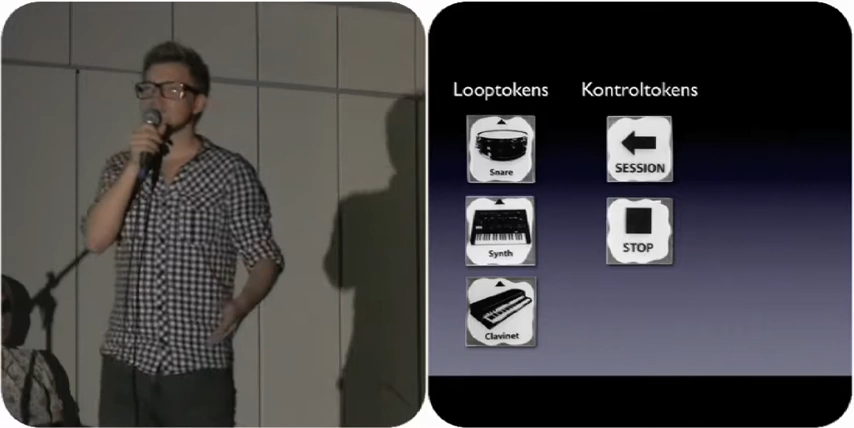 Looptokens Kontroltokens
Snare
SESSION
Synth
STOP
Clavinet